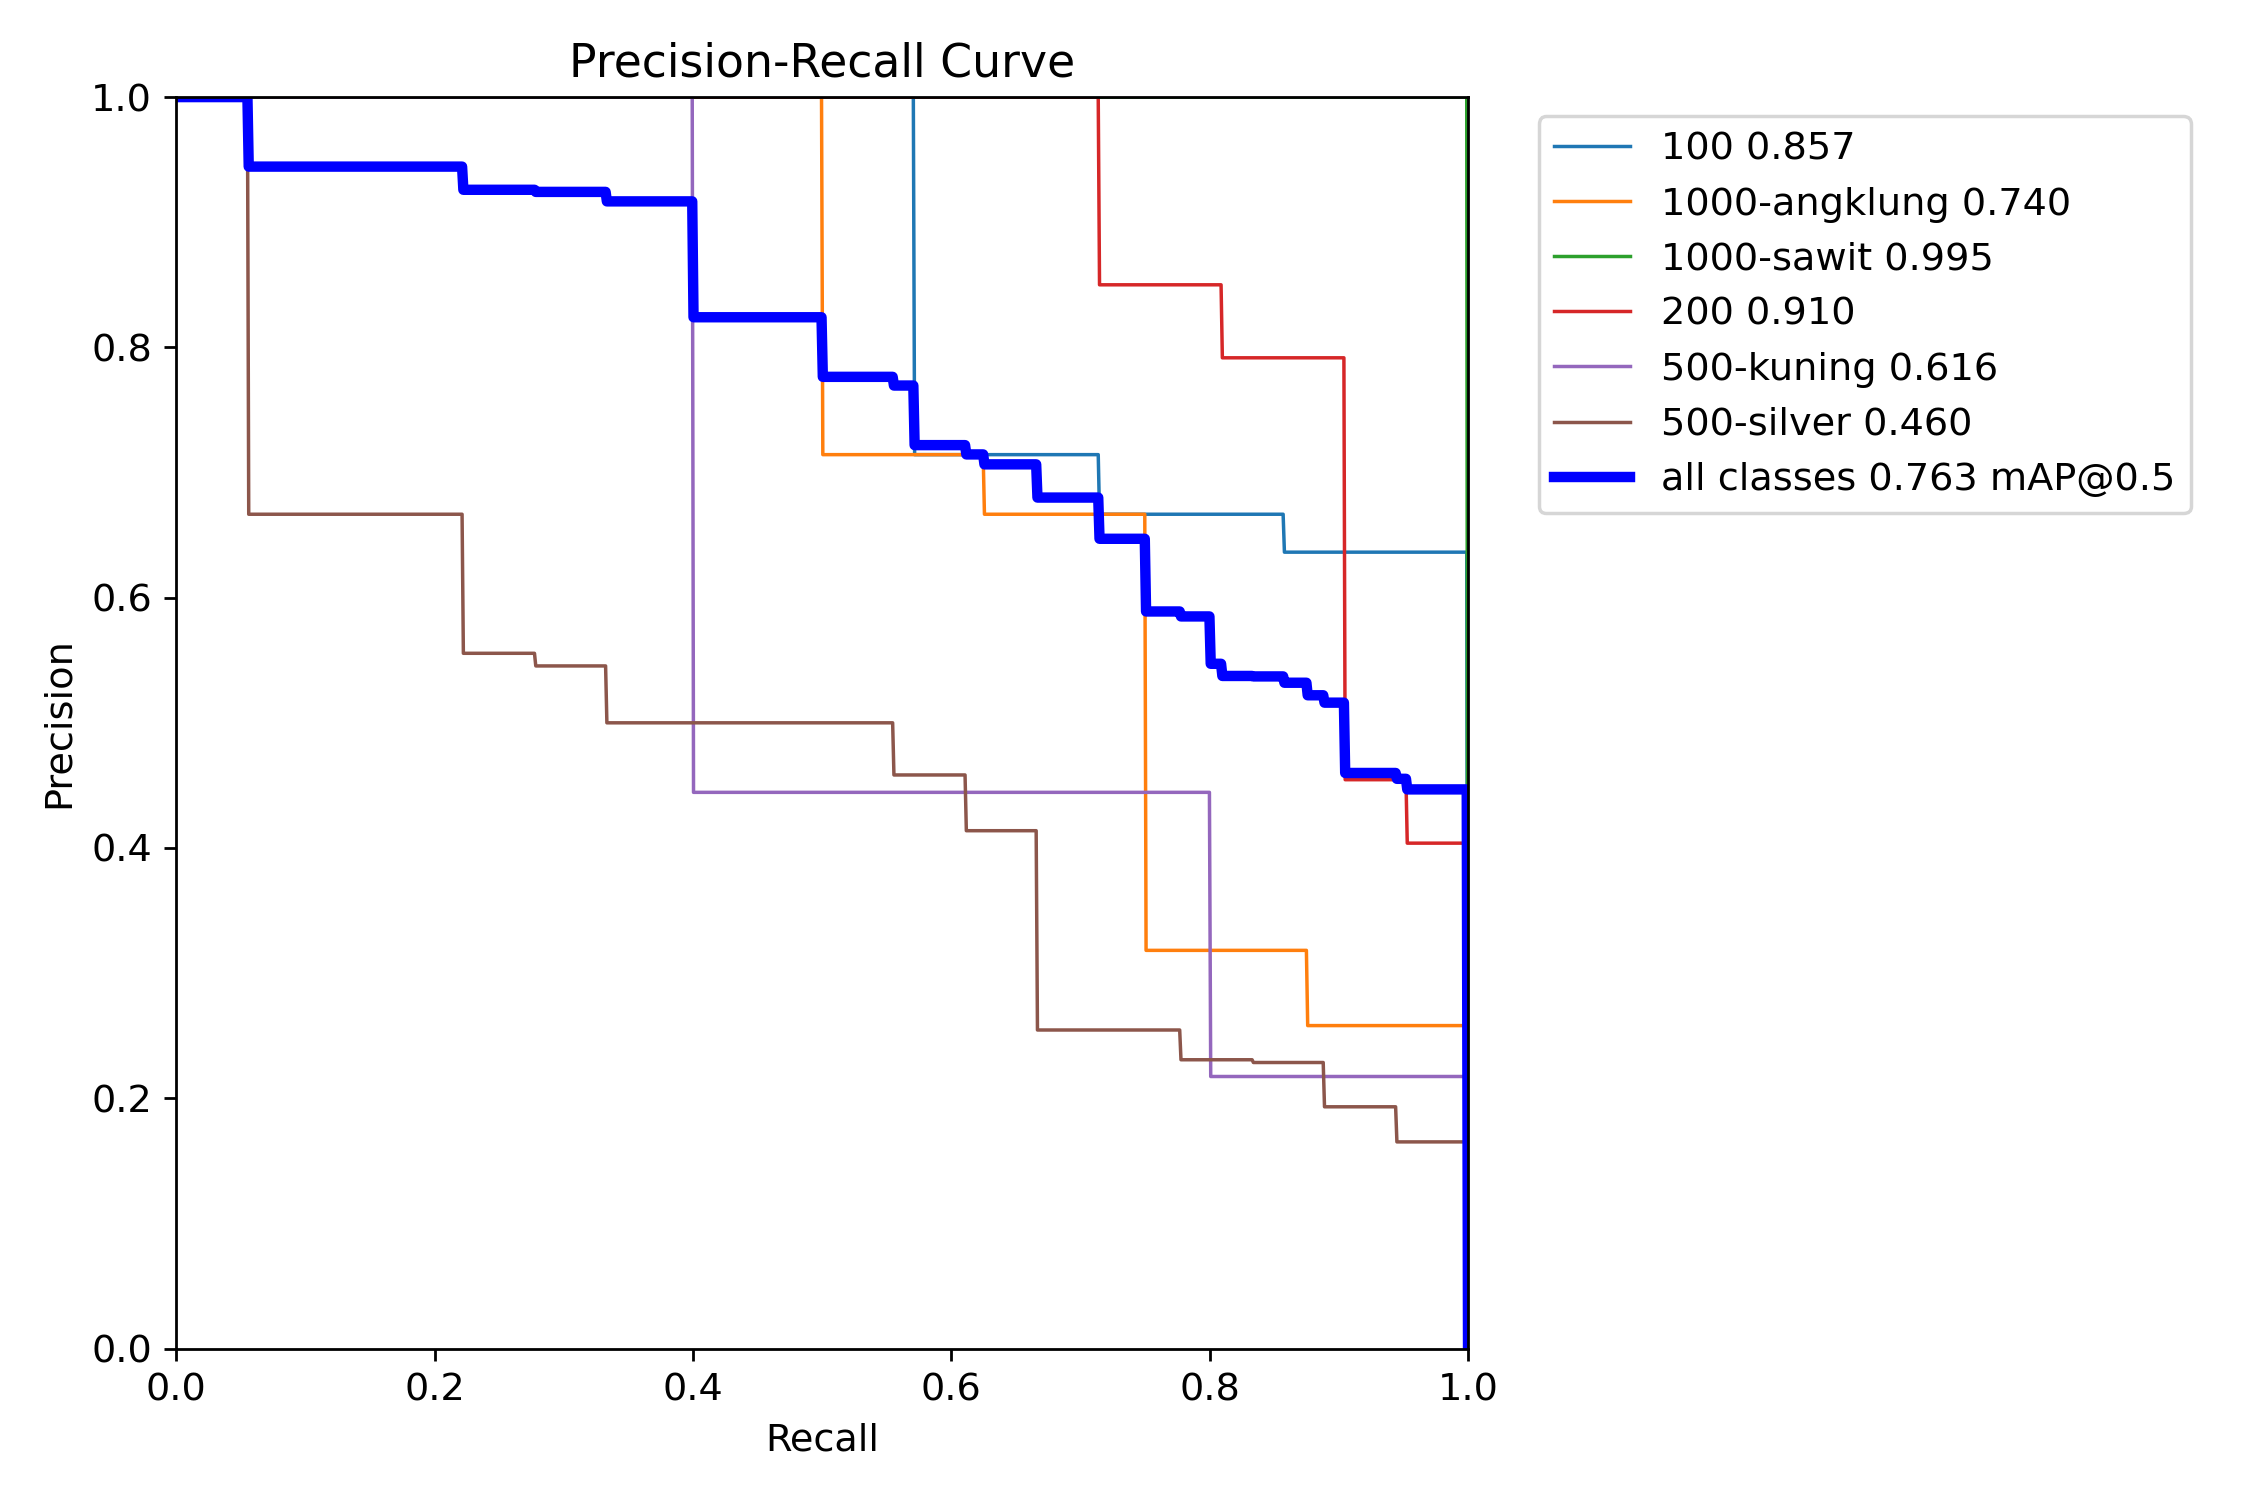 Precision-Recall Curve
1.0
0.8
0.6
0.4
0.2
0.0
Precision
0.0 0.2 0.4 0.6 0.8 1.0
Recall
100 0.857
1000-angklung 0.740
1000-sawit 0.995
200 0.910
500-kuning 0.616
500-silver 0.460
all classes 0.763 mAP@0.5